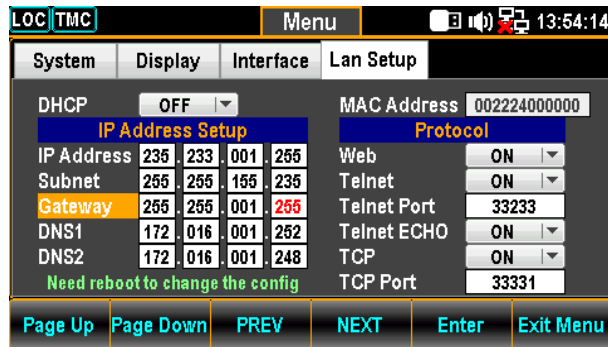 LOC TMC Menu 13:54:14
System Display Interface Lan Setup
DHCP OFF MAC Address 002224000000
IP Address Setup Protocol
IP Address 235 . 233 . 001 . 255 Web ON
Subnet 255 . 255 . 155 . 235 Telnet ON
Gateway 255 . 255 . 001 . 255 Telnet Port 33233
DNS1 172 . 016 . 001 . 252 Telnet ECHO ON
DNS2 172 . 016 . 001 . 248 TCP ON
Need reboot to change the config TCP Port 33331
Page Up Page Down PREV NEXT Enter Exit Menu